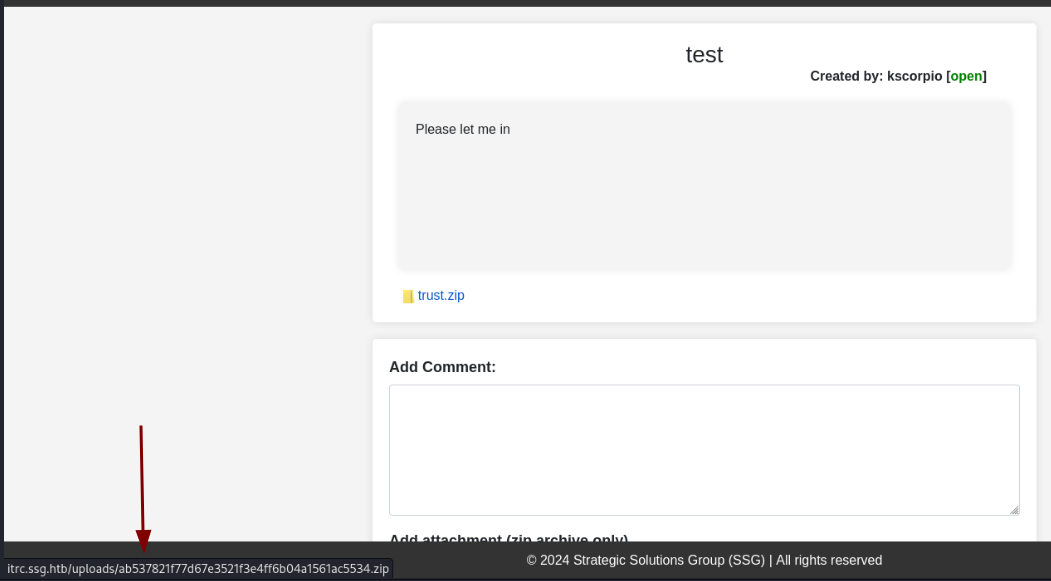 test
Created by: kscorpio [open]
Please let me in
trust.zip
Add Comment:
Add attachment (zip archive only)
© 2024 Strategic Solutions Group (SSG) | All rights reserved
itrc.ssg.htb/uploads/ab537821f77d67e3521f3e4ff6b04a1561ac5534.zip